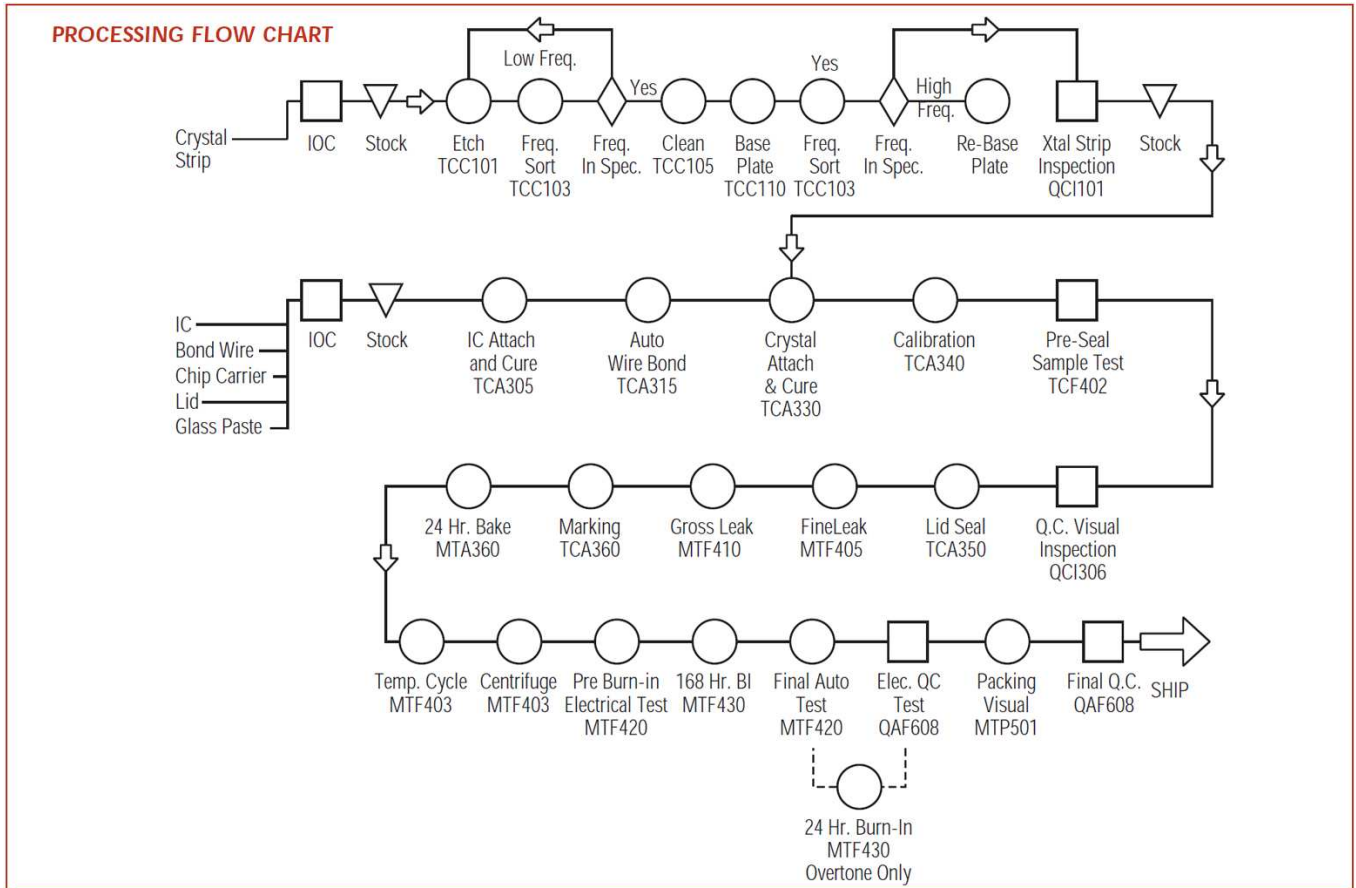 PROCESSING FLOW CHART
Low Freq.
Yes
Yes
High
Freq.
Crystal
Strip
IOC
Stock
Etch
TCC101
Freq.
Sort
TCC103
Freq.
In Spec.
Clean
TCC105
Base
Plate
TCC110
Freq.
Sort
TCC103
Freq.
In Spec.
Re-Base
Plate
Xtal Strip
Inspection
QCI101
Stock
IC
Bond Wire
Chip Carrier
Lid
Glass Paste
IOC
Stock
IC Attach
and Cure
TCA305
Auto
Wire Bond
TCA315
Crystal
Attach
& Cure
TCA330
Calibration
TCA340
Pre-Seal
Sample Test
TCF402
24 Hr. Bake
MTA360
Marking
TCA360
Gross Leak
MTF410
FineLeak
MTF405
Lid Seal
TCA350
Q.C. Visual
Inspection
QCI306
Temp. Cycle
MTF403
Centrifuge
MTF403
Pre Burn-in
Electrical Test
MTF420
168 Hr. BI
MTF430
Final Auto
Test
MTF420
Elec. QC
Test
QAF608
Packing
Visual
MTP501
Final Q.C.
QAF608
SHIP
24 Hr. Burn-In
MTF430
Overtone Only